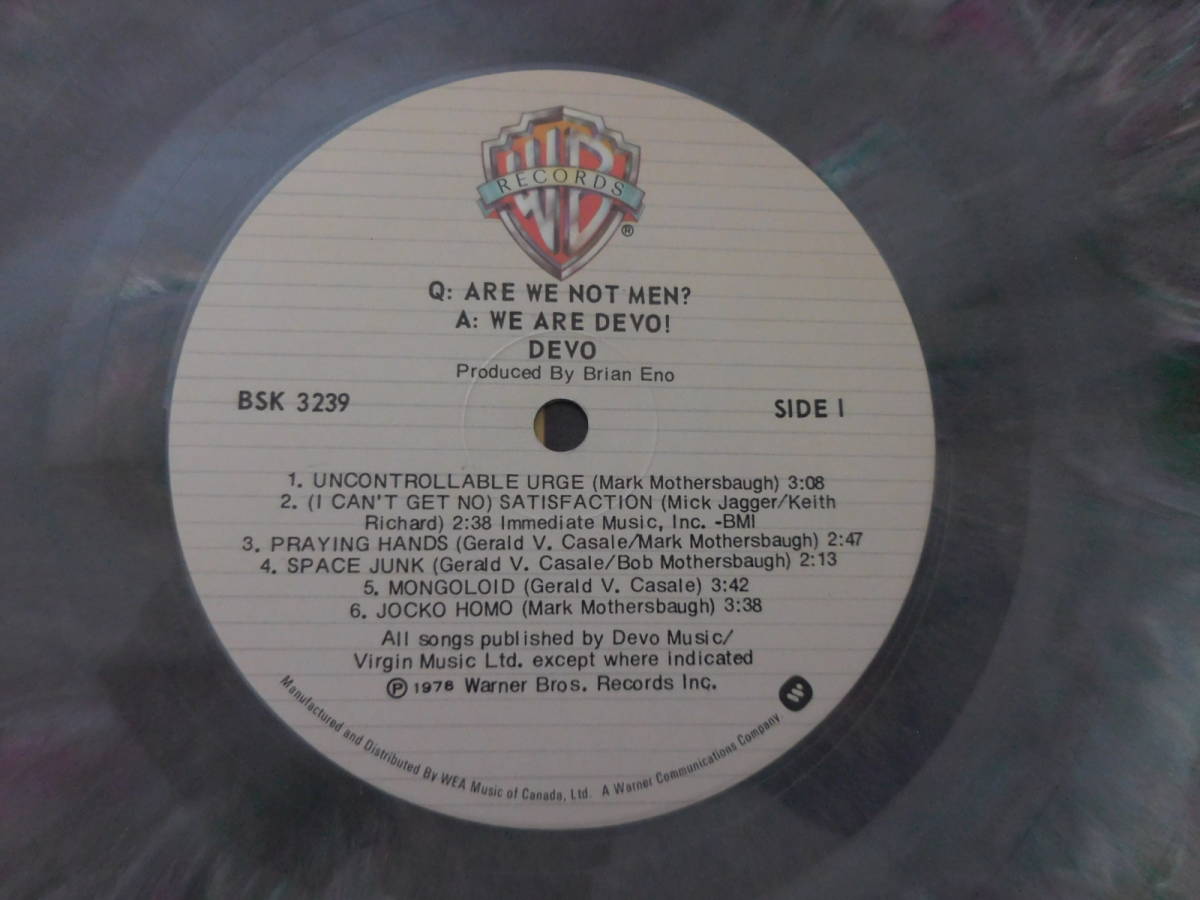 WB
RECORDS
®
Q: ARE WE NOT MEN?
A: WE ARE DEVO!
DEVO
Produced By Brian Eno
BSK 3239
SIDE 1
1. UNCONTROLLABLE URGE (Mark Mothersbaugh) 3:08
2. (I CAN'T GET NO) SATISFACTION (Mick Jagger/Keith
Richard) 2:38 Immediate Music, Inc. -BMI
3. PRAYING HANDS (Gerald V. Casale/Mark Mothersbaugh) 2:47
4. SPACE JUNK (Gerald V. Casale/Bob Mothersbaugh) 2:13
5. MONGOLOID (Gerald V. Casale) 3:42
6. JOCKO HOMO (Mark Mothersbaugh) 3:38
All songs published by Devo Music/
Virgin Music Ltd. except where indicated
℗ 1978 Warner Bros. Records Inc.
Manufactured and Distributed By WEA Music of Canada, Ltd. A Warner Communications Company